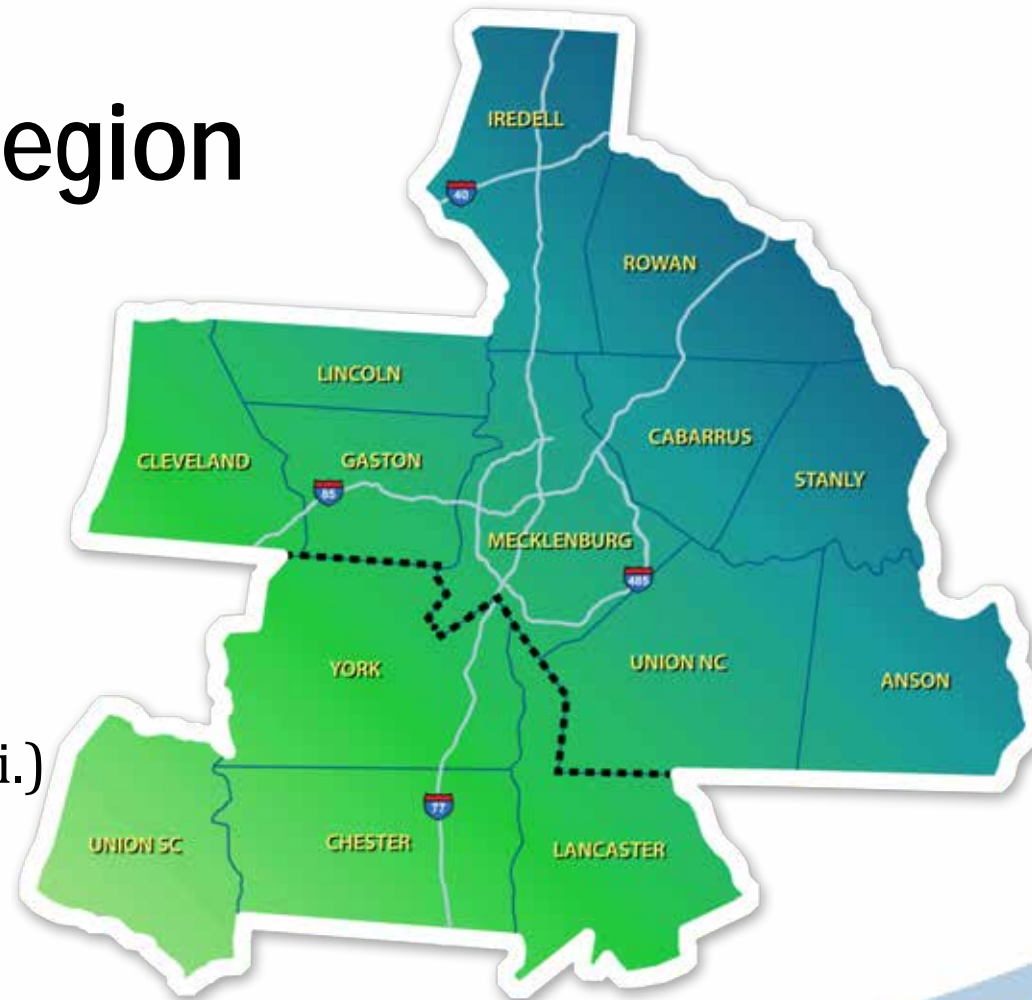 egion
IREDELL
40
ROWAN
LINCOLN
CABARRUS
CLEVELAND
GASTON
STANLY
85
MECKLENBURG
485
UNION NC
YORK
ANSON
i.)
77
UNION SC
CHESTER
LANCASTER